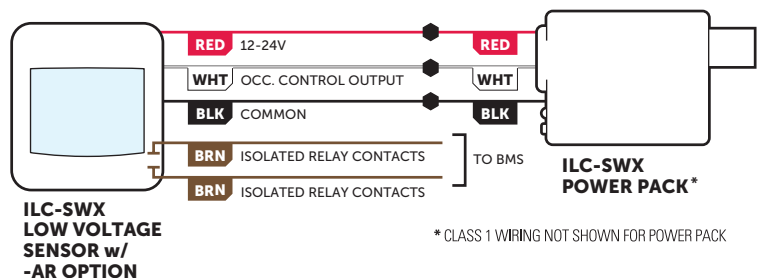 RED 12-24V RED
WHT OCC. CONTROL OUTPUT WHT
BLK COMMON BLK
BRN ISOLATED RELAY CONTACTS
TO BMS
BRN ISOLATED RELAY CONTACTS
ILC-SWX
LOW VOLTAGE
SENSOR w/
-AR OPTION
ILC-SWX
POWER PACK*
* CLASS 1 WIRING NOT SHOWN FOR POWER PACK